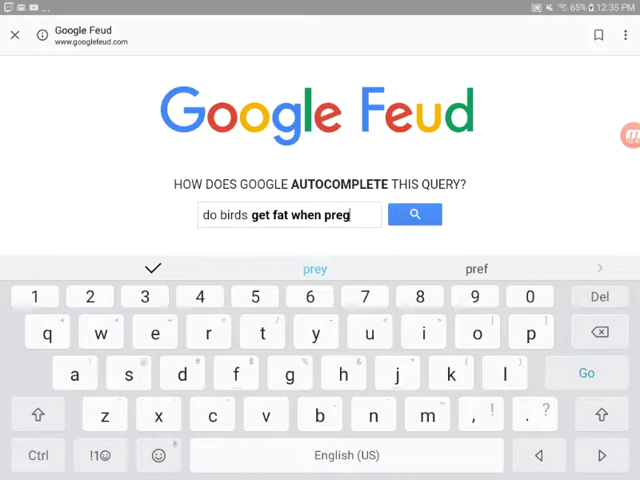 ... 65% 12:35 PM
Google Feud
www.googlefeud.com
Google Feud
HOW DOES GOOGLE AUTOCOMPLETE THIS QUERY?
do birds get fat when preg
prey pref
1 2 3 4 5 6 7 8 9 0 Del
q w e r t y u i o p
a s d f g h j k l Go
z x c v b n m , ! . ?
Ctrl !1☺ English (US)